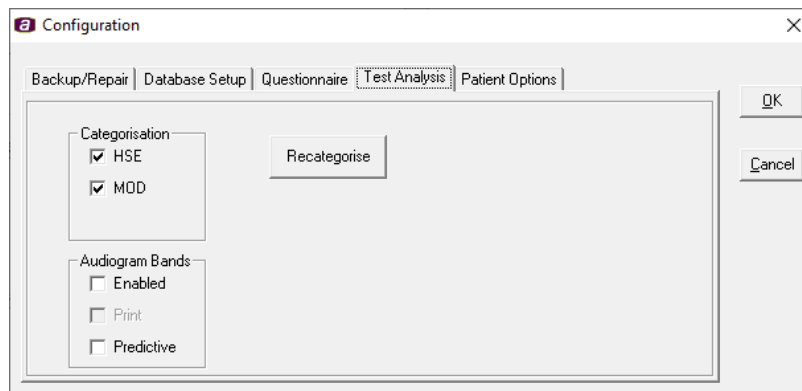 a Configuration
Backup/Repair Database Setup Questionnaire Test Analysis Patient Options
OK
Cancel
Categorisation
HSE
MOD
Recategorise
Audiogram Bands
Enabled
Print
Predictive